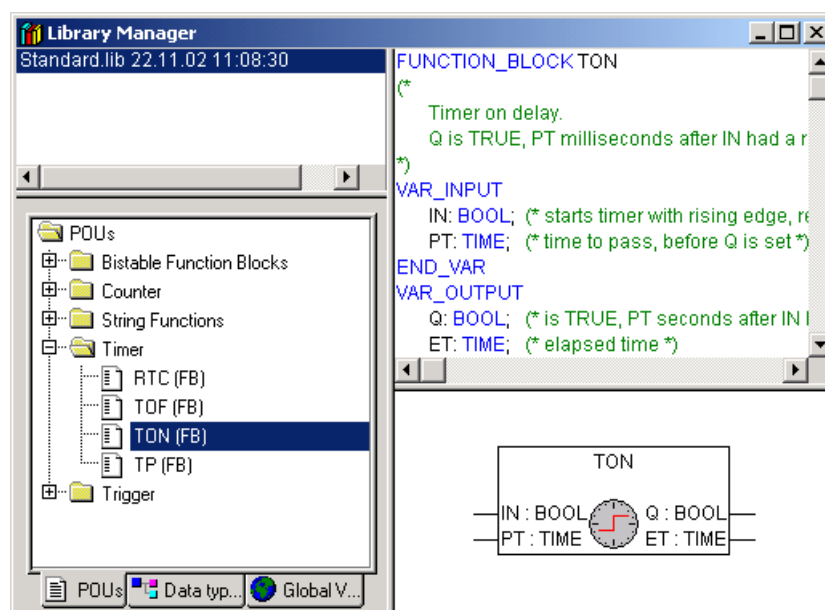 Library Manager
Standard.lib 22.11.02 11:08:30
FUNCTION_BLOCK TON
(*
Timer on delay.
Q is TRUE, PT milliseconds after IN had a
*)
VAR_INPUT
IN: BOOL; (* starts timer with rising edge,
PT: TIME; (* time to pass, before Q is set *)
END_VAR
VAR_OUTPUT
Q: BOOL; (* is TRUE, PT seconds after IN
ET: TIME; (* elapsed time *)
POUs
Bistable Function Blocks
Counter
String Functions
Timer
RTC (FB)
TOF (FB)
TON (FB)
TP (FB)
Trigger
POUs
Data typ...
Global V...
TON
IN : BOOL Q : BOOL
PT : TIME ET : TIME